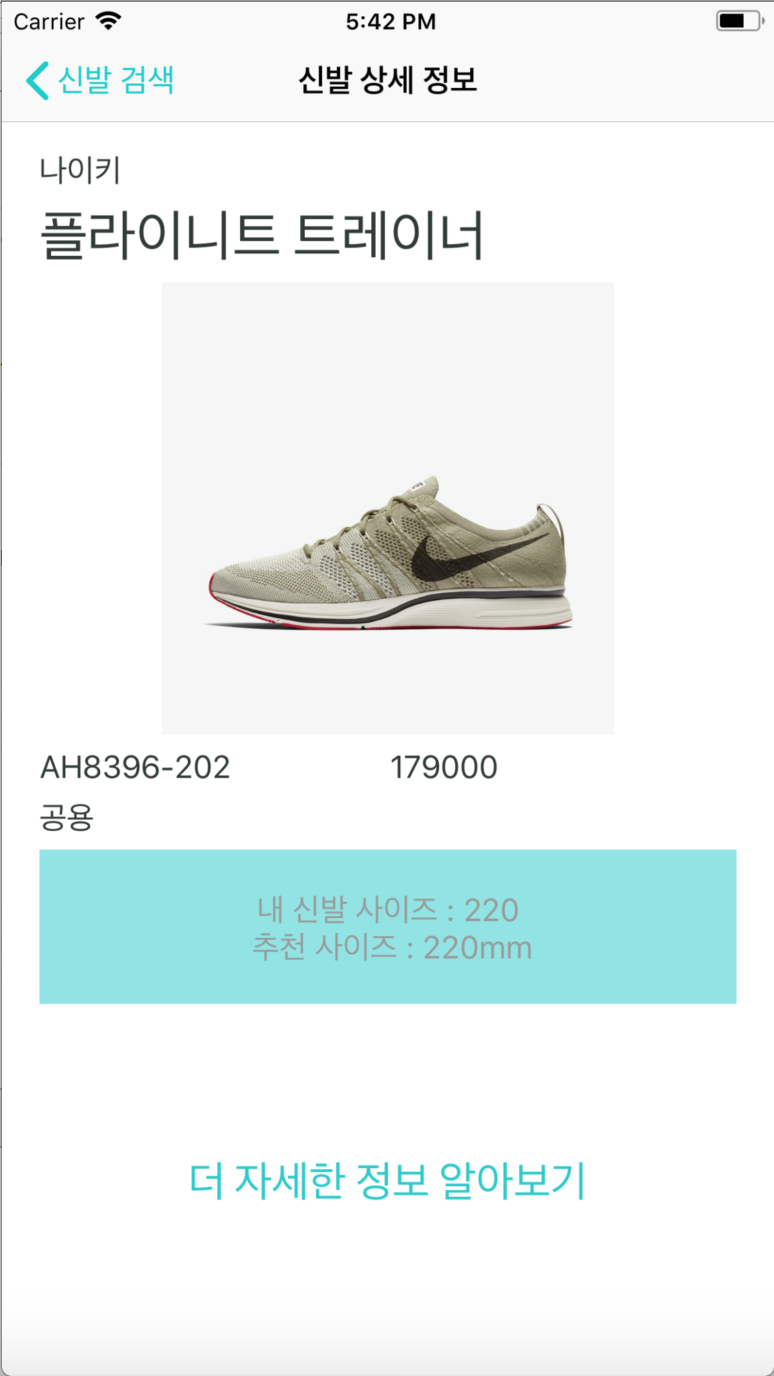 Carrier 5:42 PM
신발 검색 신발 상세 정보
나이키
플라이니트 트레이너
AH8396-202 179000
공용
내 신발 사이즈 : 220
추천 사이즈 : 220mm
더 자세한 정보 알아보기